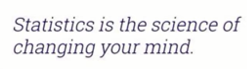 Statistics is the science of
changing your mind.